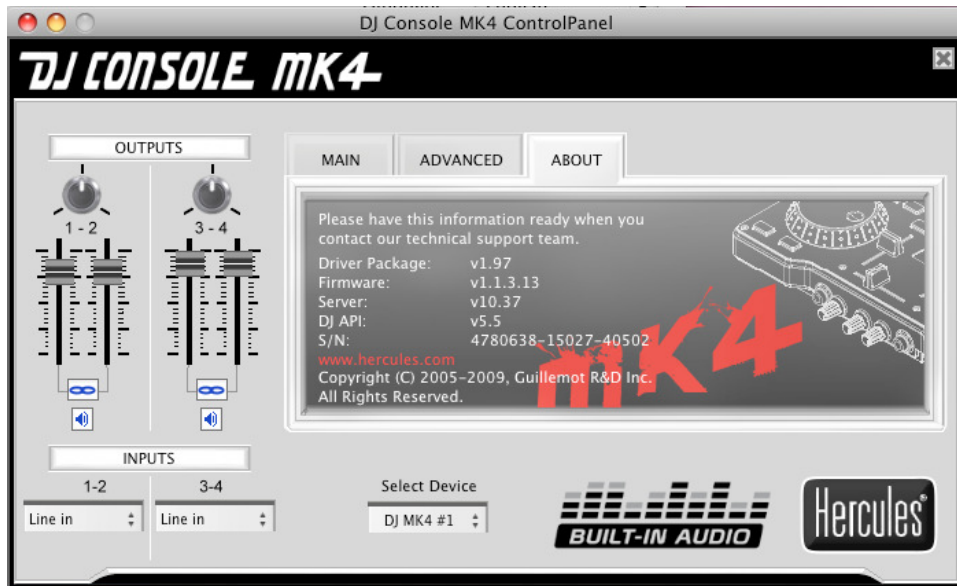 DJ Console MK4 ControlPanel
DJ CONSOLE MK4
OUTPUTS
1 - 2
3 - 4
MAIN
ADVANCED
ABOUT
Please have this information ready when you
contact our technical support team.
Driver Package: v1.97
Firmware: v1.1.3.13
Server: v10.37
DJ API: v5.5
S/N: 4780638-15027-40502
www.hercules.com
Copyright (C) 2005-2009, Guillemot R&D Inc.
All Rights Reserved.
mK4
INPUTS
1-2
3-4
Line in
Line in
Select Device
DJ MK4 #1
BUILT-IN AUDIO
Hercules®